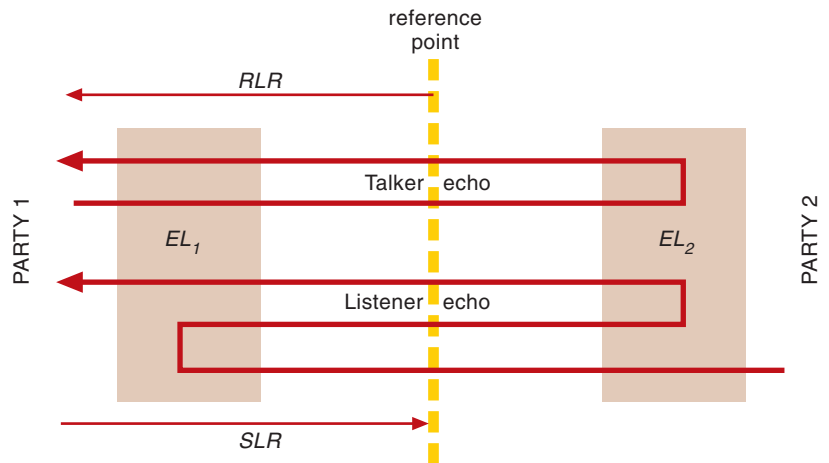 reference
point
RLR
Talker echo
PARTY 1
EL1
EL2
PARTY 2
Listener echo
SLR